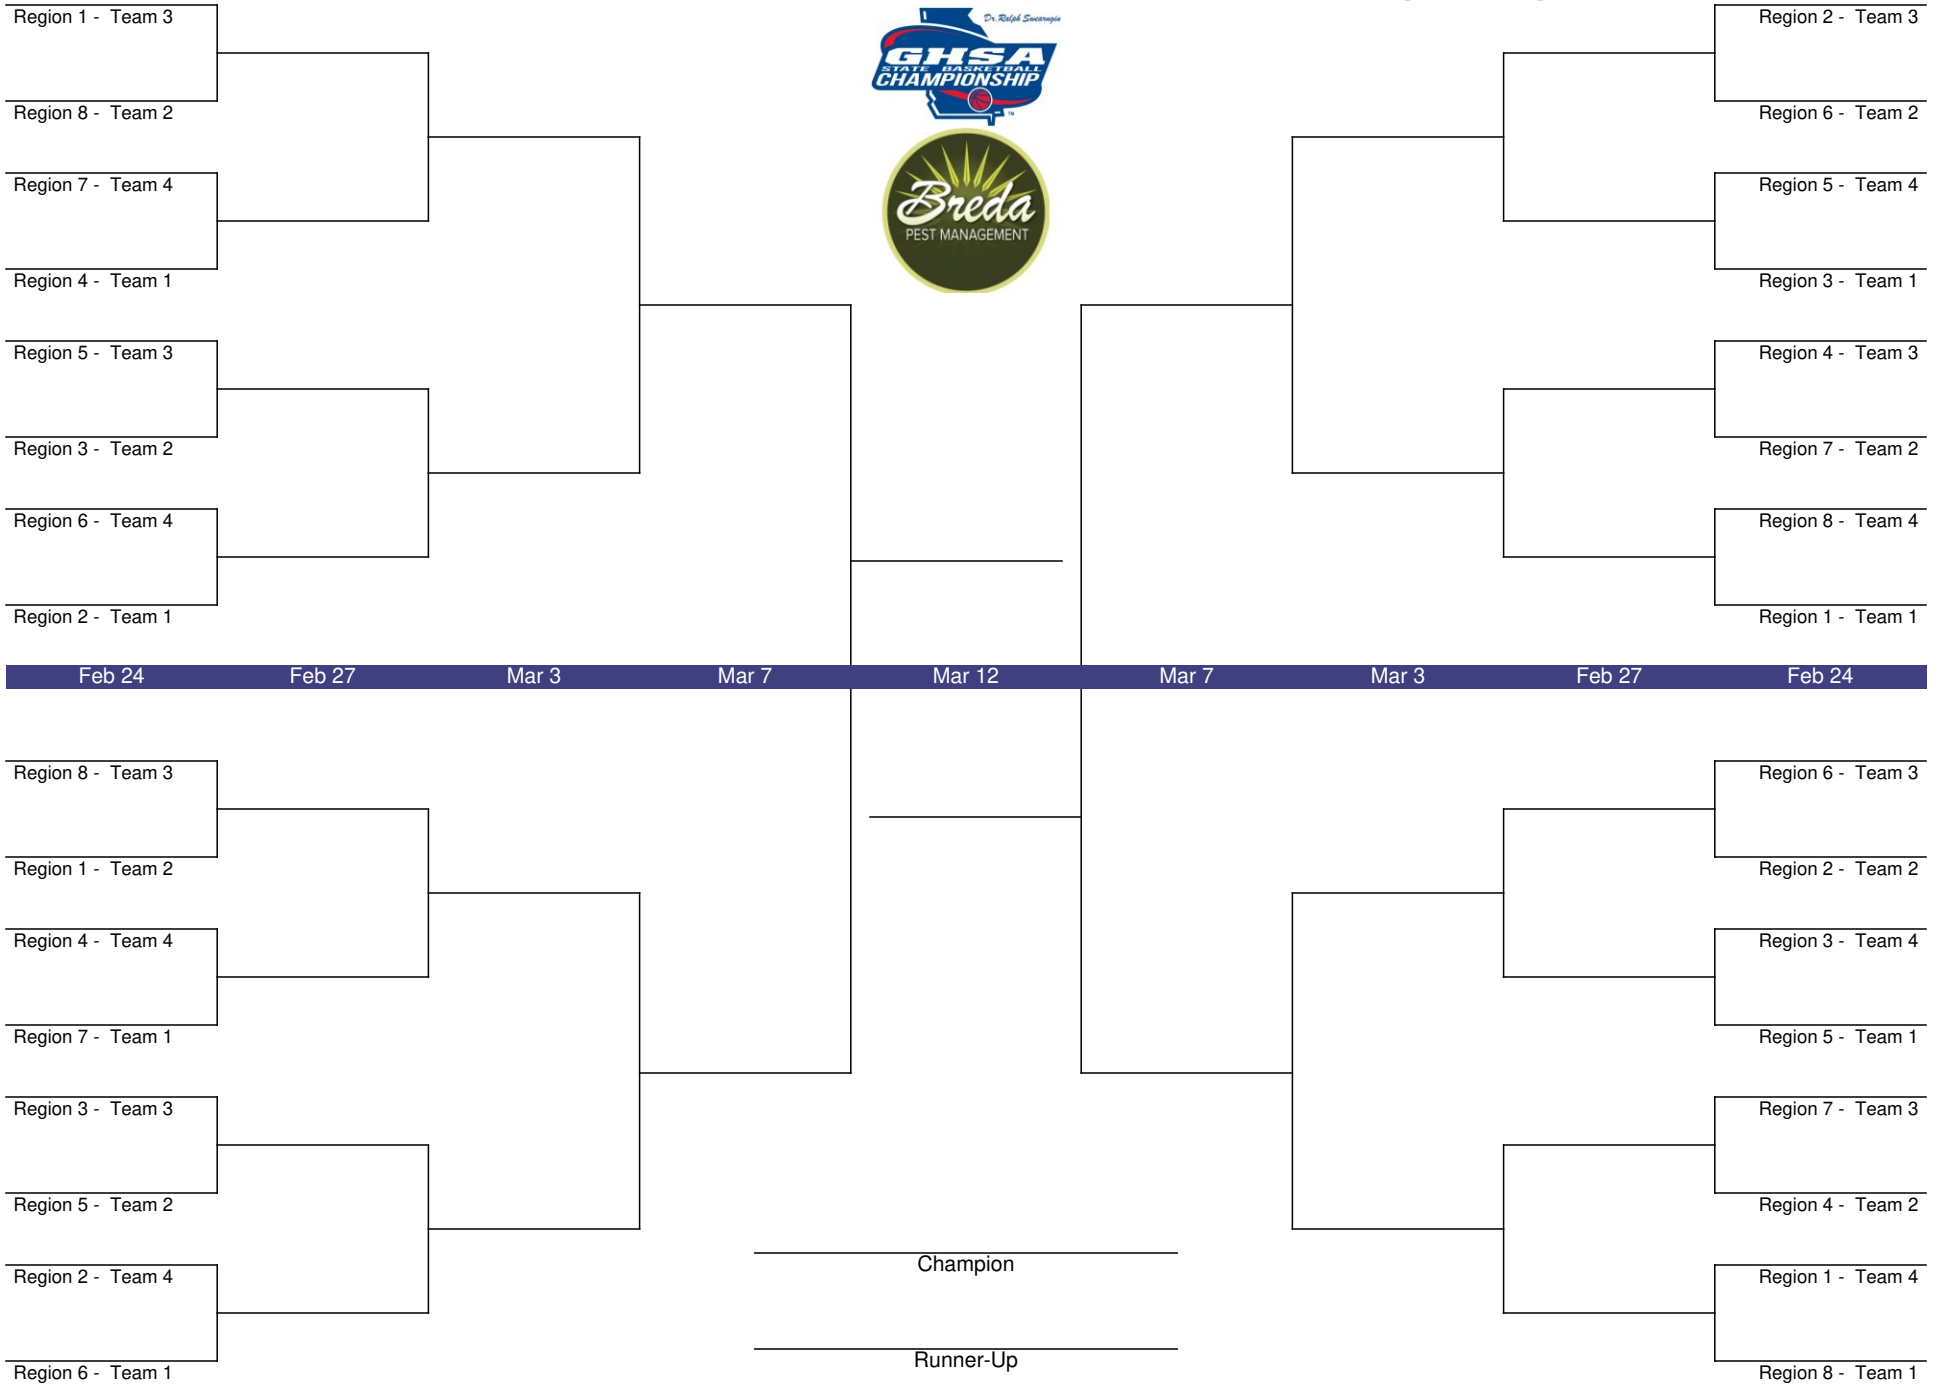 Region 1 - Team 3
Region 8 - Team 2
Region 7 - Team 4
Region 4 - Team 1
Region 5 - Team 3
Region 3 - Team 2
Region 6 - Team 4
Region 2 - Team 1
Dr. Ralph Swearngin
GHSA
STATE BASKETBALL
CHAMPIONSHIP
TM
Breda
PEST MANAGEMENT
Region 2 - Team 3
Region 6 - Team 2
Region 5 - Team 4
Region 3 - Team 1
Region 4 - Team 3
Region 7 - Team 2
Region 8 - Team 4
Region 1 - Team 1
Feb 24 Feb 27 Mar 3 Mar 7 Mar 12 Mar 7 Mar 3 Feb 27 Feb 24
Region 8 - Team 3
Region 1 - Team 2
Region 4 - Team 4
Region 7 - Team 1
Region 3 - Team 3
Region 5 - Team 2
Region 2 - Team 4
Region 6 - Team 1
Champion
Runner-Up
Region 6 - Team 3
Region 2 - Team 2
Region 3 - Team 4
Region 5 - Team 1
Region 7 - Team 3
Region 4 - Team 2
Region 1 - Team 4
Region 8 - Team 1